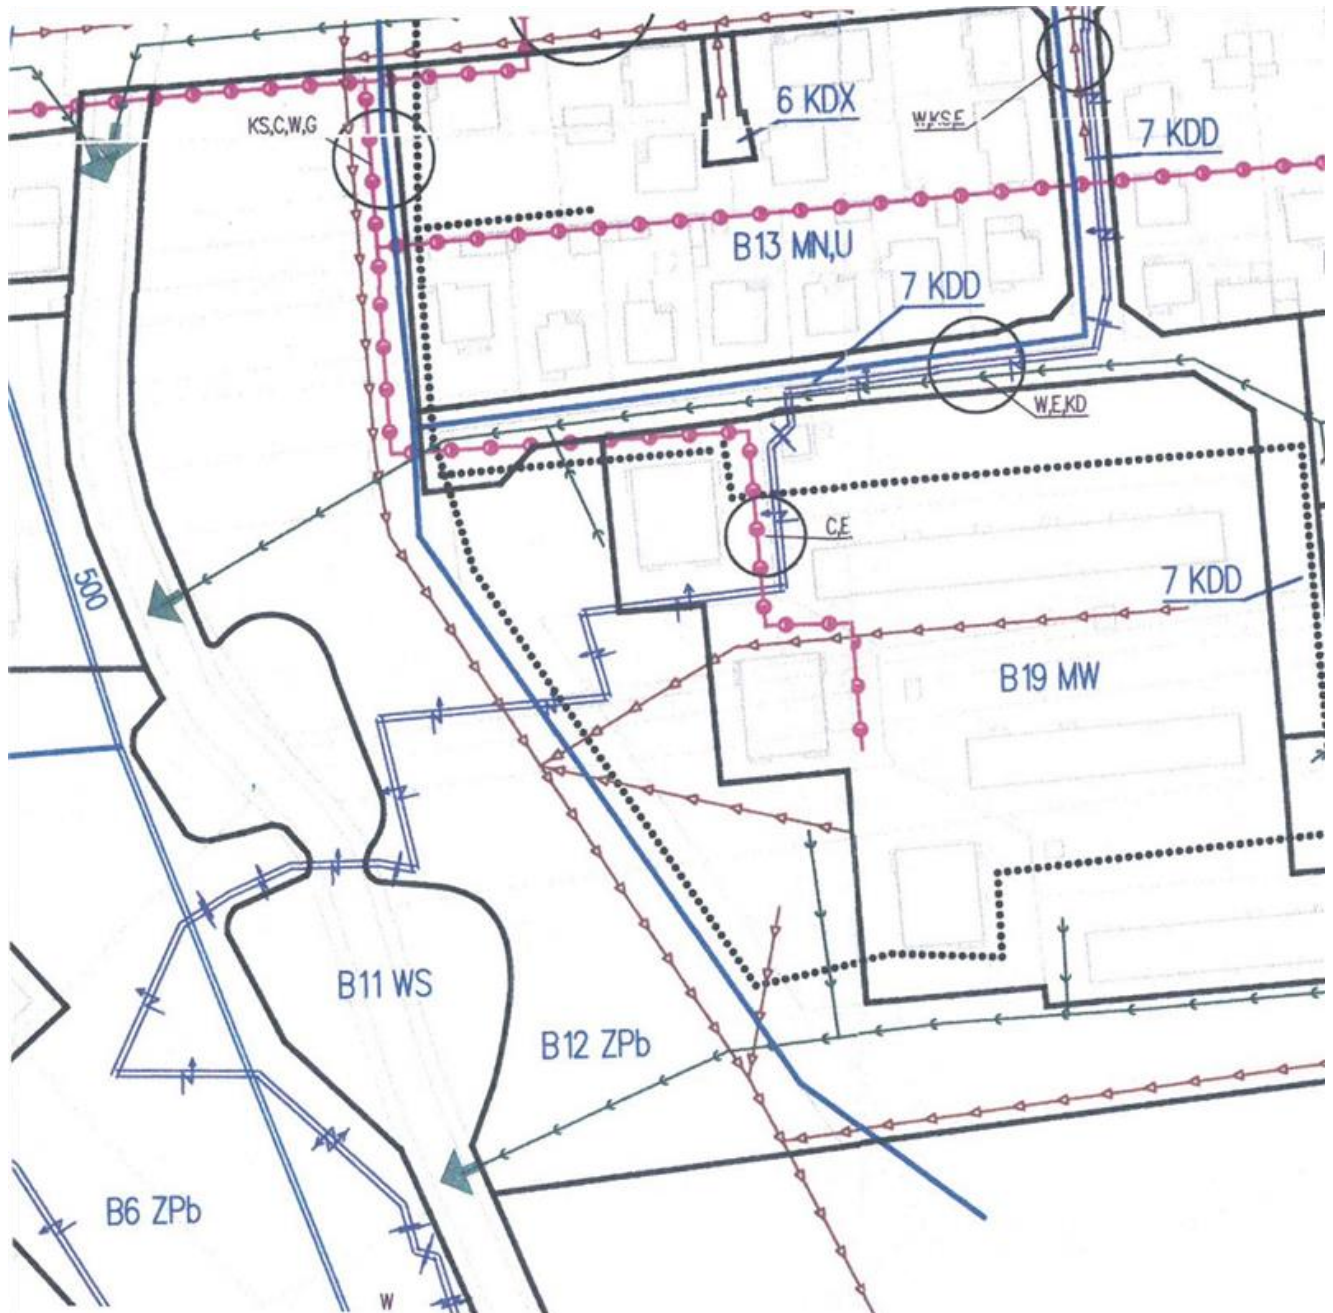 6 KDX
KS,C,W,G
W,KS,E
7 KDD
B13 MN,U
7 KDD
W,E,KD
C,E
500
7 KDD
B19 MW
B11 WS
B12 ZPb
B6 ZPb
W